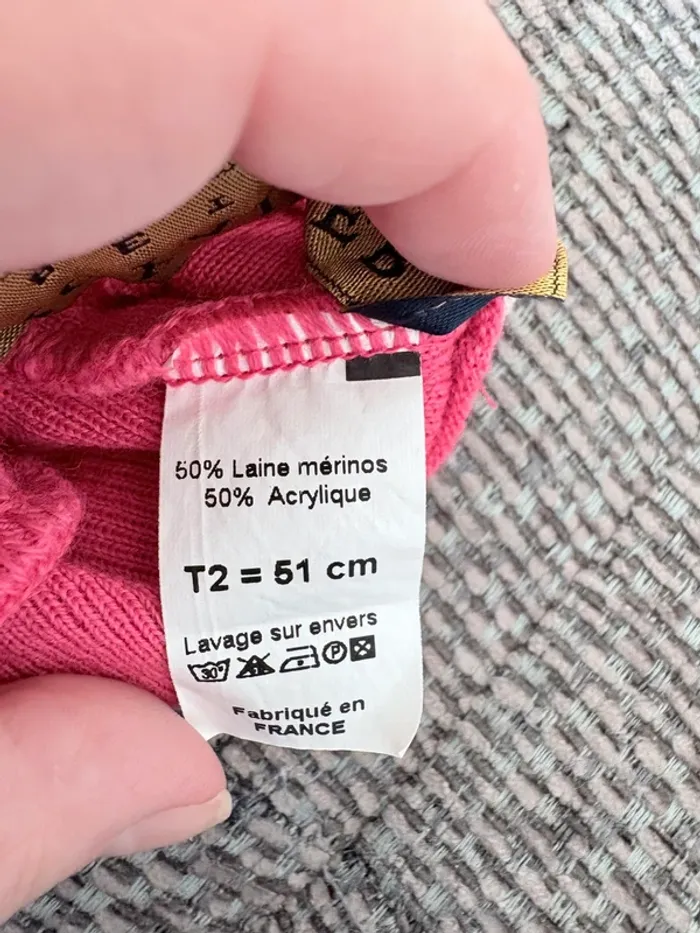 50% Laine mérinos
50% Acrylique
T2 = 51 cm
Lavage sur envers
30°
P
Fabriqué en
FRANCE